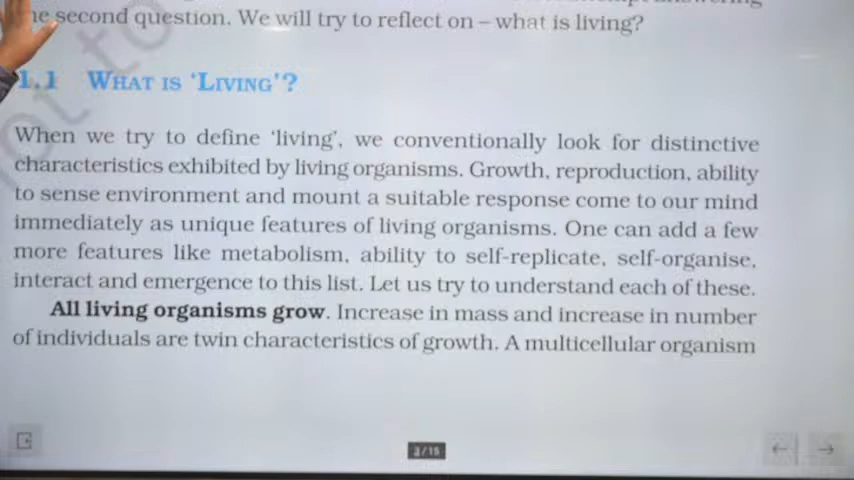 second question. We will try to reflect on – what is living?
1.1 WHAT IS 'LIVING'?
When we try to define 'living', we conventionally look for distinctive
characteristics exhibited by living organisms. Growth, reproduction, ability
to sense environment and mount a suitable response come to our mind
immediately as unique features of living organisms. One can add a few
more features like metabolism, ability to self-replicate, self-organise,
interact and emergence to this list. Let us try to understand each of these.
All living organisms grow. Increase in mass and increase in number
of individuals are twin characteristics of growth. A multicellular organism
3/15